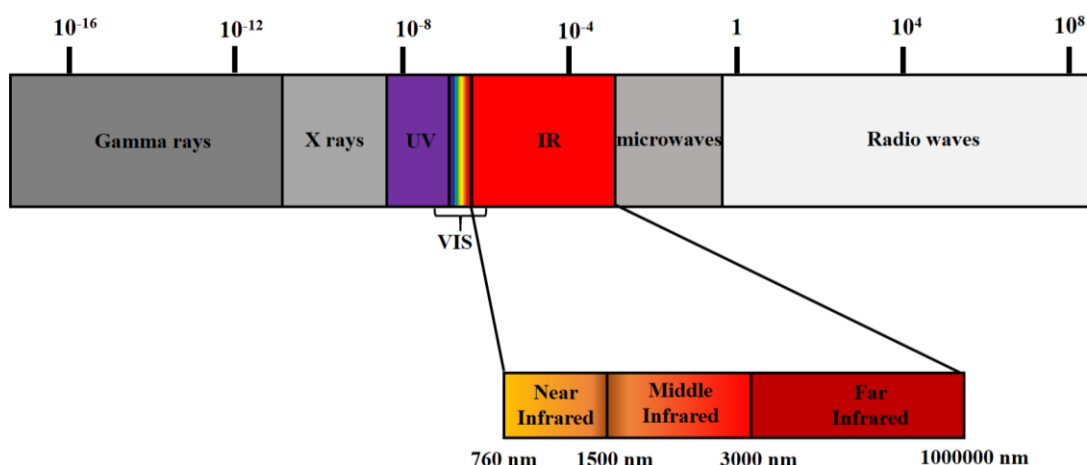 10⁻¹⁶ 10⁻¹² 10⁻⁸ 10⁻⁴ 1 10⁴ 10⁸
Gamma rays X rays UV IR microwaves Radio waves
VIS
Near Infrared
Middle Infrared
Far Infrared
760 nm 1500 nm 3000 nm 1000000 nm